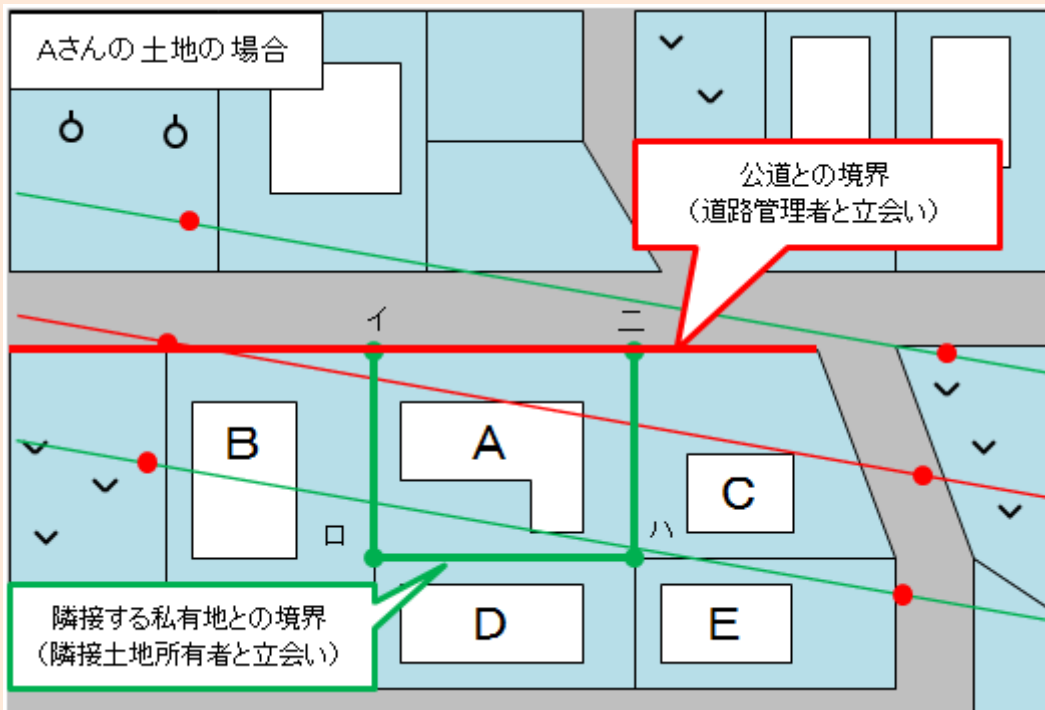 Aさんの土地の場合
公道との境界
（道路管理者と立会い）
イ
ニ
B
A
C
ロ
ハ
D
E
隣接する私有地との境界
（隣接土地所有者と立会い）